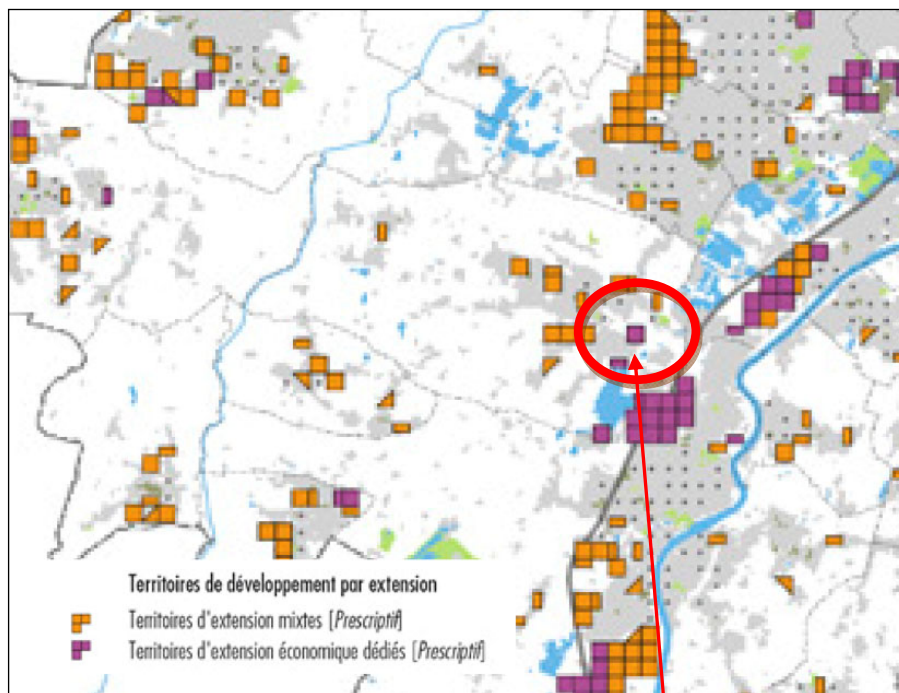 Territoires de développement par extension
Territoires d'extension mixtes [Prescriptif]
Territoires d'extension économique dédiés [Prescriptif]